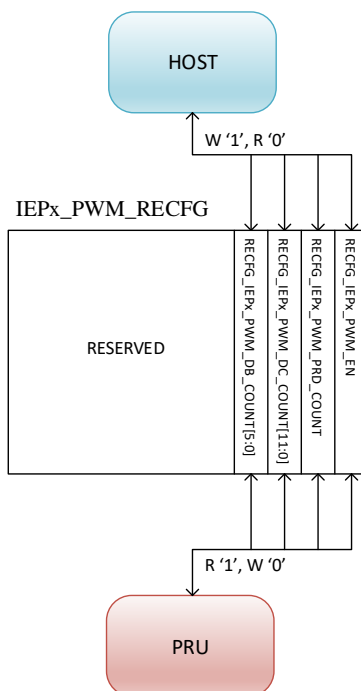 HOST
W ‘1’, R ‘0’
IEPx_PWM_RECFG
RESERVED
RECFG_IEPx_PWM_DB_COUNT[5:0]
RECFG_IEPx_PWM_DC_COUNT[11:0]
RECFG_IEPx_PWM_PRD_COUNT
RECFG_IEPx_PWM_EN
R ‘1’, W ‘0’
PRU